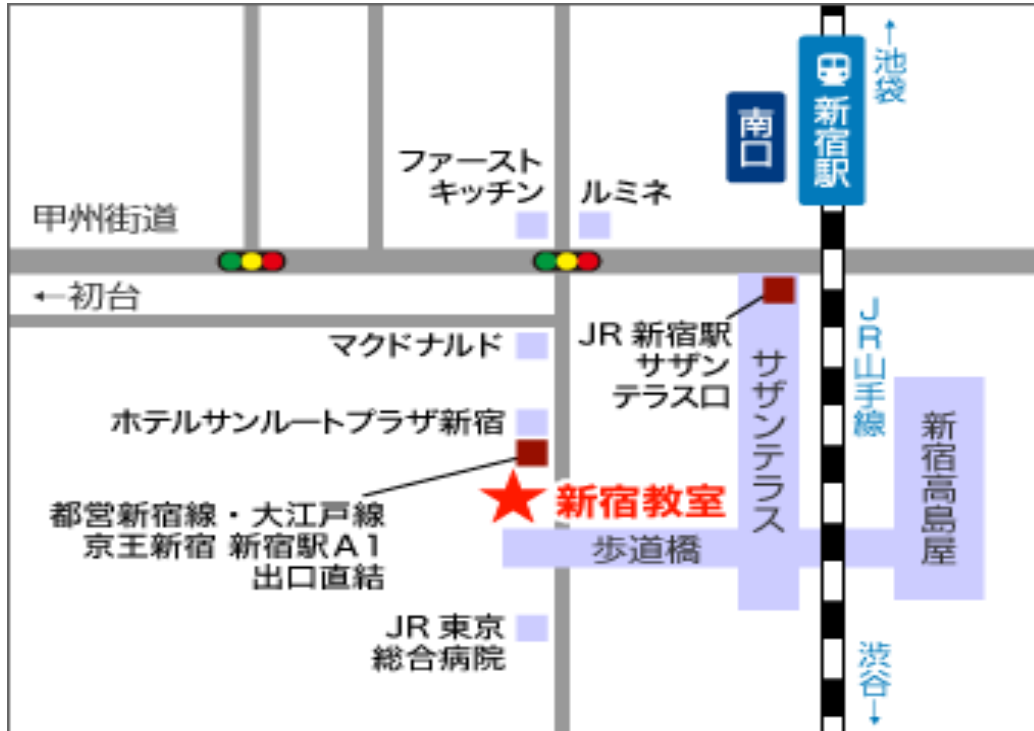 ↑池袋
新宿駅
南口
ファースト
キッチン
ルミネ
甲州街道
←初台
マクドナルド
JR 新宿駅
サザン
テラス口
サザンテラス
JR山手線
新宿高島屋
ホテルサンルートプラザ新宿
新宿教室
都営新宿線・大江戸線
京王新宿 新宿駅A1
出口直結
歩道橋
JR 東京
総合病院
渋谷↓